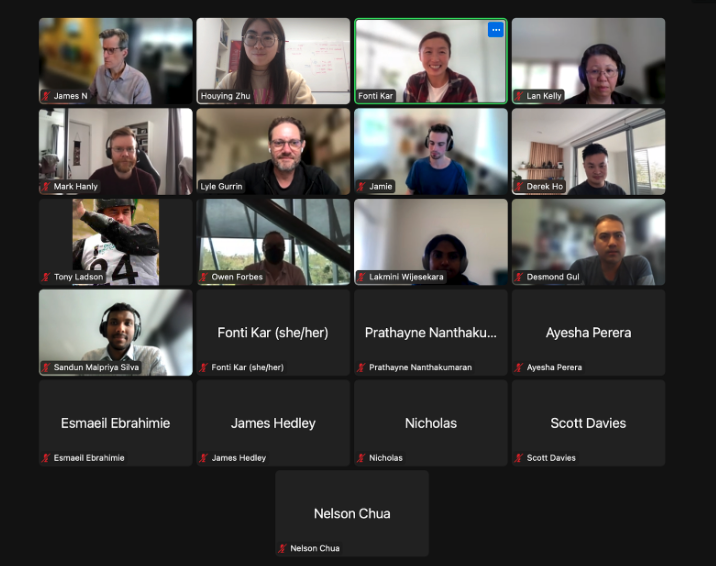 James N
Houying Zhu
Fonti Kar
Lan Kelly
Mark Hanly
Lyle Gurrin
Jamie
Derek Ho
Tony Ladson
Owen Forbes
Lakmini Wijesekara
Desmond Gul
Sandun Malpriya Silva
Fonti Kar (she/her)
Fonti Kar (she/her)
Prathayne Nanthaku...
Prathayne Nanthakumaran
Ayesha Perera
Ayesha Perera
Esmaeil Ebrahimie
Esmaeil Ebrahimie
James Hedley
James Hedley
Nicholas
Nicholas
Scott Davies
Scott Davies
Nelson Chua
Nelson Chua